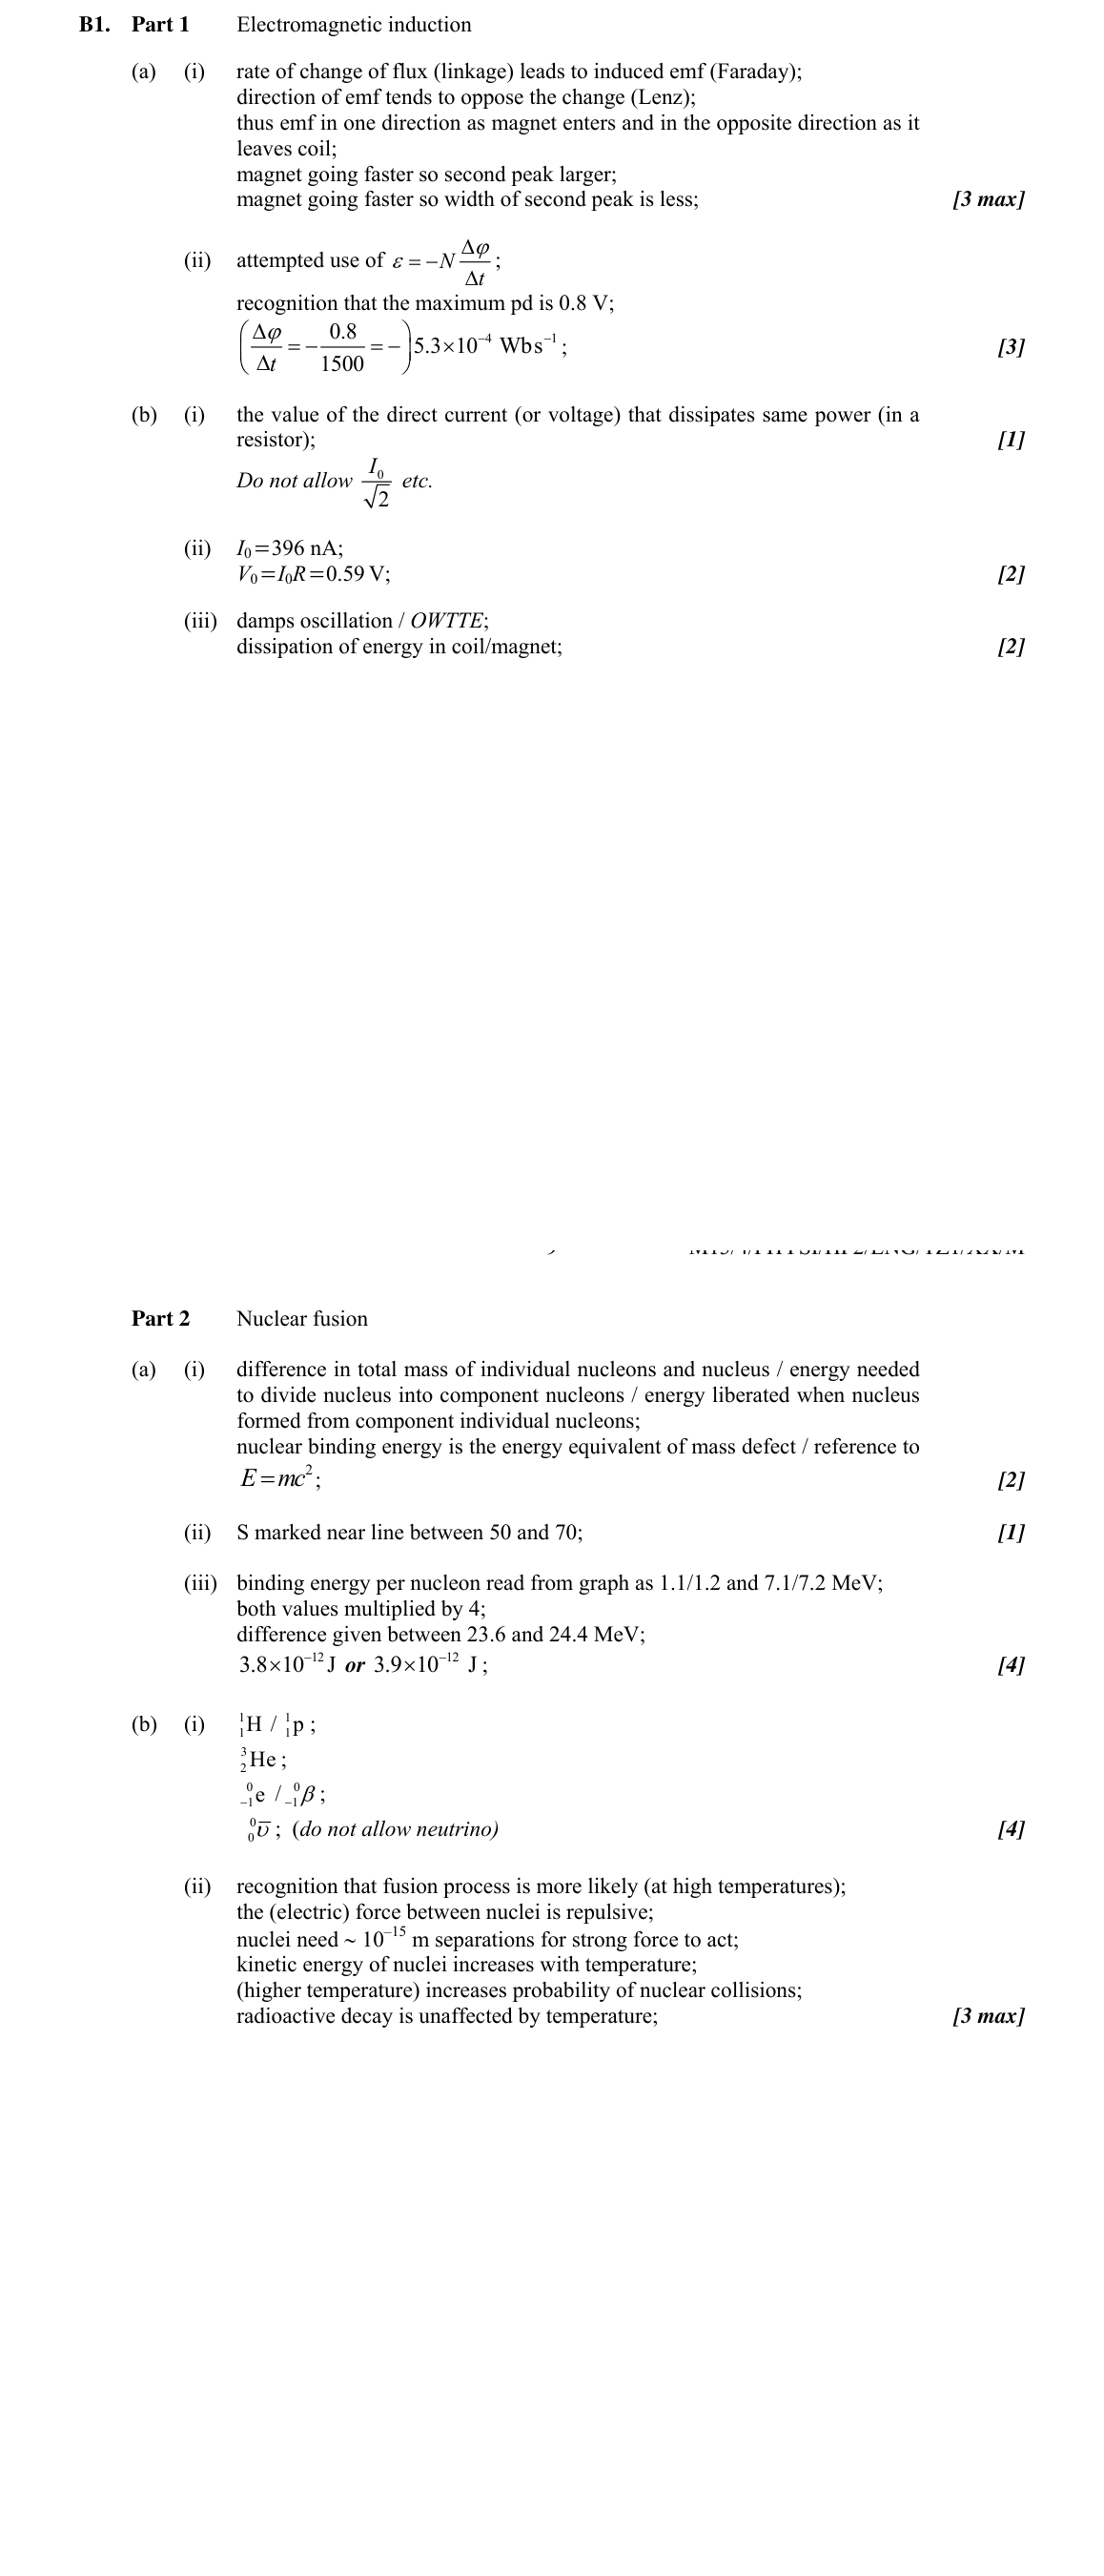 B1. Part 1 Electromagnetic induction
(a) (i) rate of change of flux (linkage) leads to induced emf (Faraday);
direction of emf tends to oppose the change (Lenz);
thus emf in one direction as magnet enters and in the opposite direction as it
leaves coil;
magnet going faster so second peak larger;
magnet going faster so width of second peak is less; [3 max]
(ii) attempted use of ε = −N Δφ/Δt ;
recognition that the maximum pd is 0.8 V;
(Δφ/Δt = − 0.8/1500 = −) 5.3×10⁻⁴ Wb s⁻¹ ; [3]
(b) (i) the value of the direct current (or voltage) that dissipates same power (in a
resistor); [1]
Do not allow I₀/√2 etc.
(ii) I₀ = 396 nA;
V₀ = I₀R = 0.59 V; [2]
(iii) damps oscillation / OWTTE;
dissipation of energy in coil/magnet; [2]
Part 2 Nuclear fusion
(a) (i) difference in total mass of individual nucleons and nucleus / energy needed
to divide nucleus into component nucleons / energy liberated when nucleus
formed from component individual nucleons;
nuclear binding energy is the energy equivalent of mass defect / reference to
E = mc² ; [2]
(ii) S marked near line between 50 and 70; [1]
(iii) binding energy per nucleon read from graph as 1.1/1.2 and 7.1/7.2 MeV;
both values multiplied by 4;
difference given between 23.6 and 24.4 MeV;
3.8×10⁻¹² J or 3.9×10⁻¹² J ; [4]
(b) (i) ¹₁H / ¹₁p ;
³₂He ;
⁰₋₁e / ⁰₋₁β ;
⁰₀ῡ ; (do not allow neutrino) [4]
(ii) recognition that fusion process is more likely (at high temperatures);
the (electric) force between nuclei is repulsive;
nuclei need ~ 10⁻¹⁵ m separations for strong force to act;
kinetic energy of nuclei increases with temperature;
(higher temperature) increases probability of nuclear collisions;
radioactive decay is unaffected by temperature; [3 max]